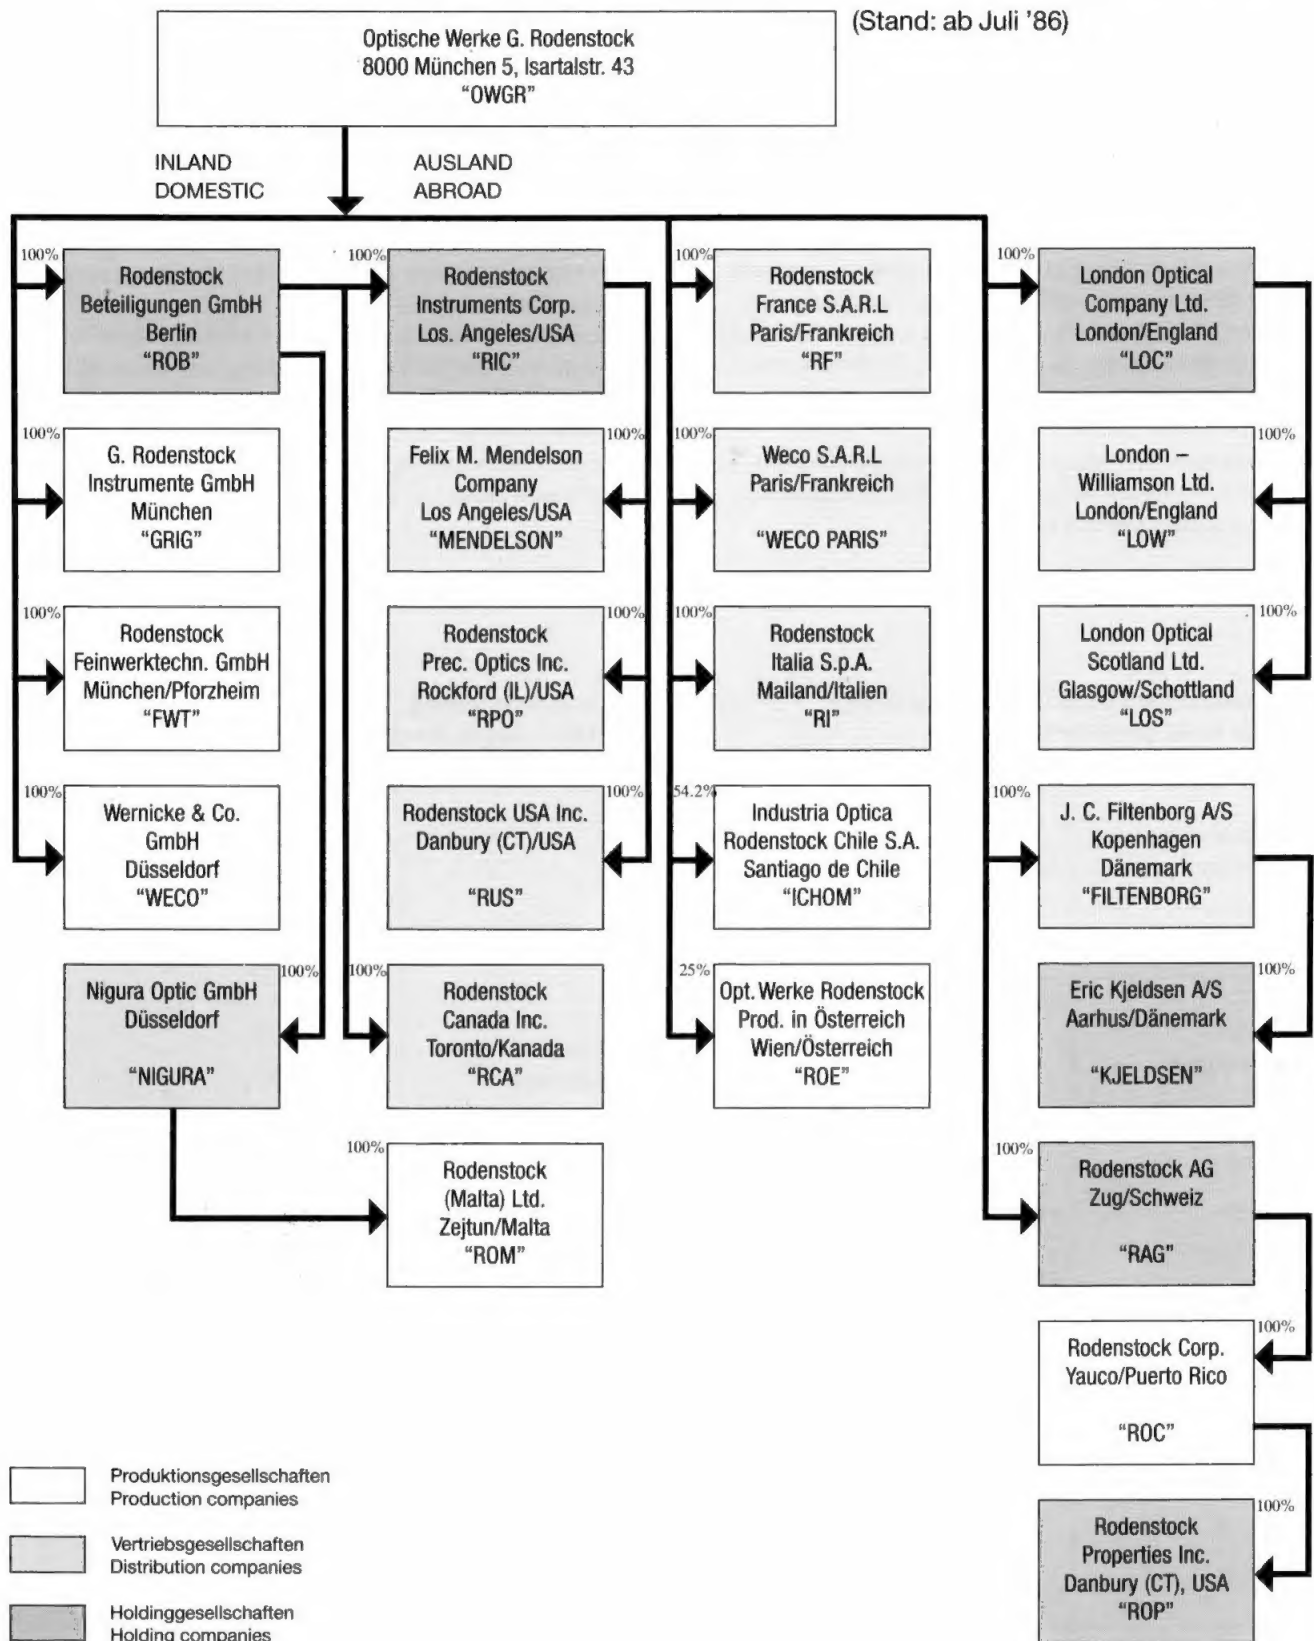 (Stand: ab Juli '86)
Optische Werke G. Rodenstock
8000 München 5, Isartalstr. 43
“OWGR”
INLAND
DOMESTIC
AUSLAND
ABROAD
100%
Rodenstock
Beteiligungen GmbH
Berlin
“ROB”
100%
G. Rodenstock
Instrumente GmbH
München
“GRIG”
100%
Rodenstock
Feinwerktechn. GmbH
München/Pforzheim
“FWT”
100%
Wernicke & Co.
GmbH
Düsseldorf
“WECO”
100%
Nigura Optic GmbH
Düsseldorf
“NIGURA”
100%
Rodenstock
Instruments Corp.
Los. Angeles/USA
“RIC”
100%
Felix M. Mendelson
Company
Los Angeles/USA
“MENDELSON”
100%
Rodenstock
Prec. Optics Inc.
Rockford (IL)/USA
“RPO”
100%
Rodenstock USA Inc.
Danbury (CT)/USA
“RUS”
100%
Rodenstock
Canada Inc.
Toronto/Kanada
“RCA”
100%
Rodenstock
(Malta) Ltd.
Zejtun/Malta
“ROM”
100%
Rodenstock
France S.A.R.L
Paris/Frankreich
“RF”
100%
Weco S.A.R.L
Paris/Frankreich
“WECO PARIS”
100%
Rodenstock
Italia S.p.A.
Mailand/Italien
“RI”
54.2%
Industria Optica
Rodenstock Chile S.A.
Santiago de Chile
“ICHOM”
25%
Opt. Werke Rodenstock
Prod. in Österreich
Wien/Österreich
“ROE”
100%
London Optical
Company Ltd.
London/England
“LOC”
100%
London –
Williamson Ltd.
London/England
“LOW”
100%
London Optical
Scotland Ltd.
Glasgow/Schottland
“LOS”
100%
J. C. Filtenborg A/S
Kopenhagen
Dänemark
“FILTENBORG”
100%
Eric Kjeldsen A/S
Aarhus/Dänemark
“KJELDSEN”
100%
Rodenstock AG
Zug/Schweiz
“RAG”
100%
Rodenstock Corp.
Yauco/Puerto Rico
“ROC”
100%
Rodenstock
Properties Inc.
Danbury (CT), USA
“ROP”
Produktionsgesellschaften
Production companies
Vertriebsgesellschaften
Distribution companies
Holdinggesellschaften
Holding companies